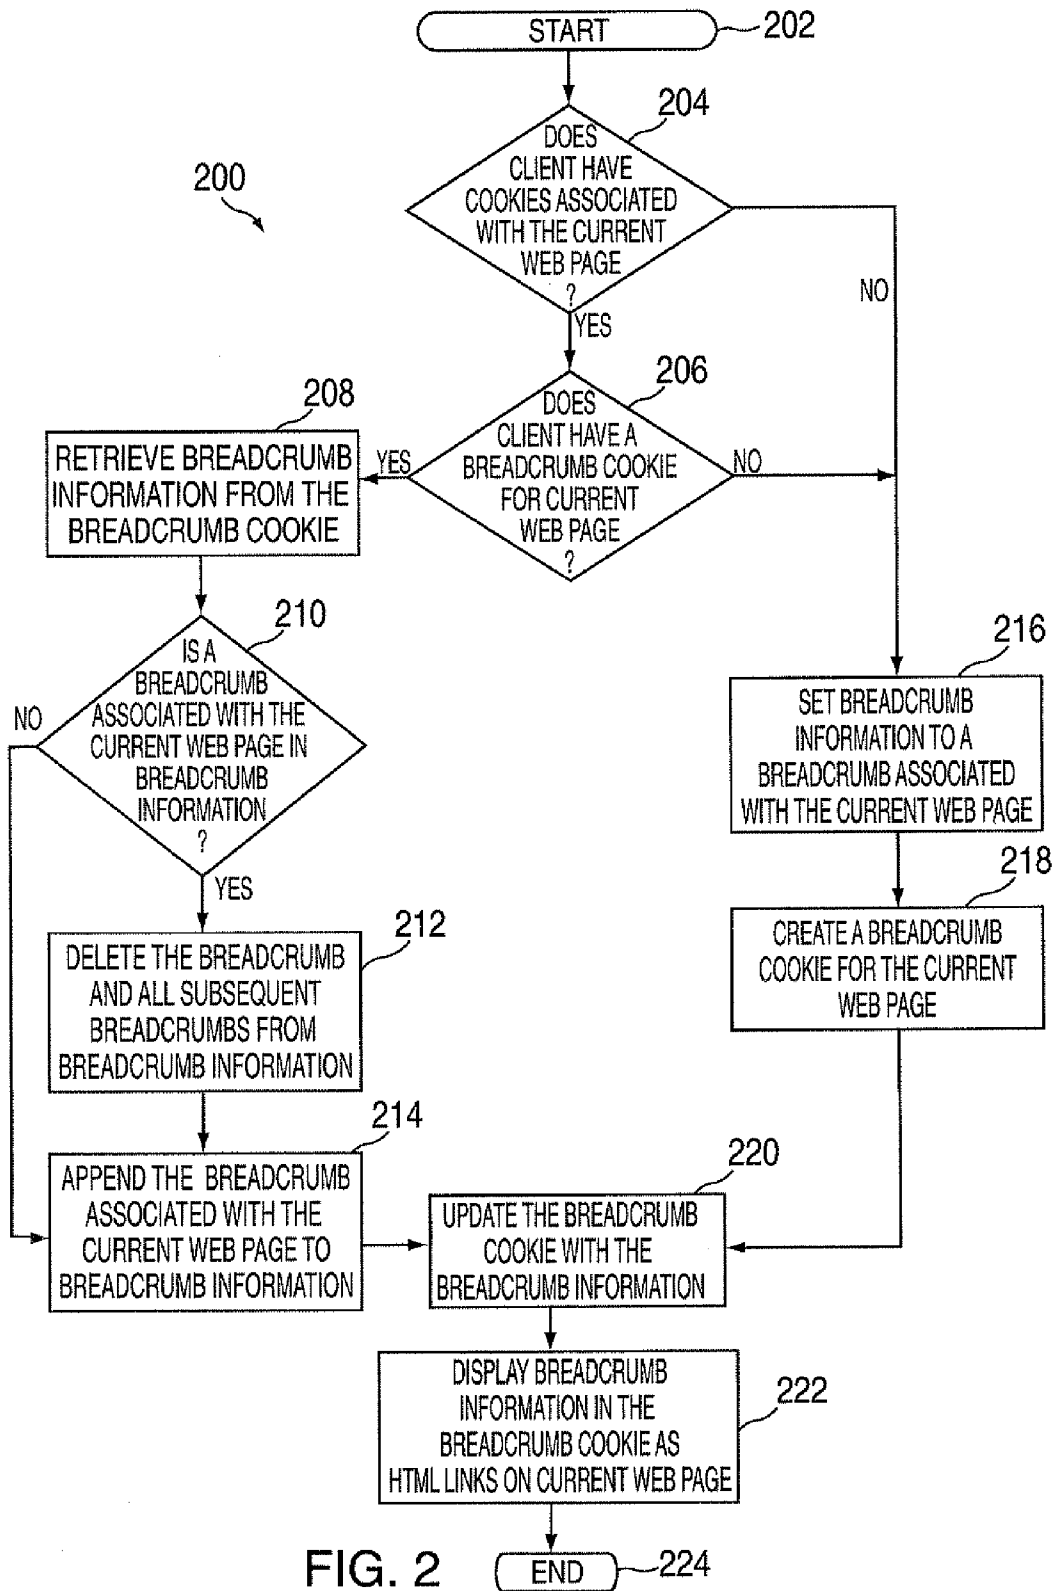 START
202
204
DOES
CLIENT HAVE
COOKIES ASSOCIATED
WITH THE CURRENT
WEB PAGE
?
200
NO
YES
206
DOES
CLIENT HAVE A
BREADCRUMB COOKIE
FOR CURRENT
WEB PAGE
?
YES
NO
208
RETRIEVE BREADCRUMB
INFORMATION FROM THE
BREADCRUMB COOKIE
210
IS A
BREADCRUMB
ASSOCIATED WITH THE
CURRENT WEB PAGE IN
BREADCRUMB
INFORMATION
?
NO
YES
216
SET BREADCRUMB
INFORMATION TO A
BREADCRUMB ASSOCIATED
WITH THE CURRENT WEB PAGE
218
CREATE A BREADCRUMB
COOKIE FOR THE CURRENT
WEB PAGE
212
DELETE THE BREADCRUMB
AND ALL SUBSEQUENT
BREADCRUMBS FROM
BREADCRUMB INFORMATION
214
APPEND THE BREADCRUMB
ASSOCIATED WITH THE
CURRENT WEB PAGE TO
BREADCRUMB INFORMATION
220
UPDATE THE BREADCRUMB
COOKIE WITH THE
BREADCRUMB INFORMATION
222
DISPLAY BREADCRUMB
INFORMATION IN THE
BREADCRUMB COOKIE AS
HTML LINKS ON CURRENT WEB PAGE
FIG. 2
END
224